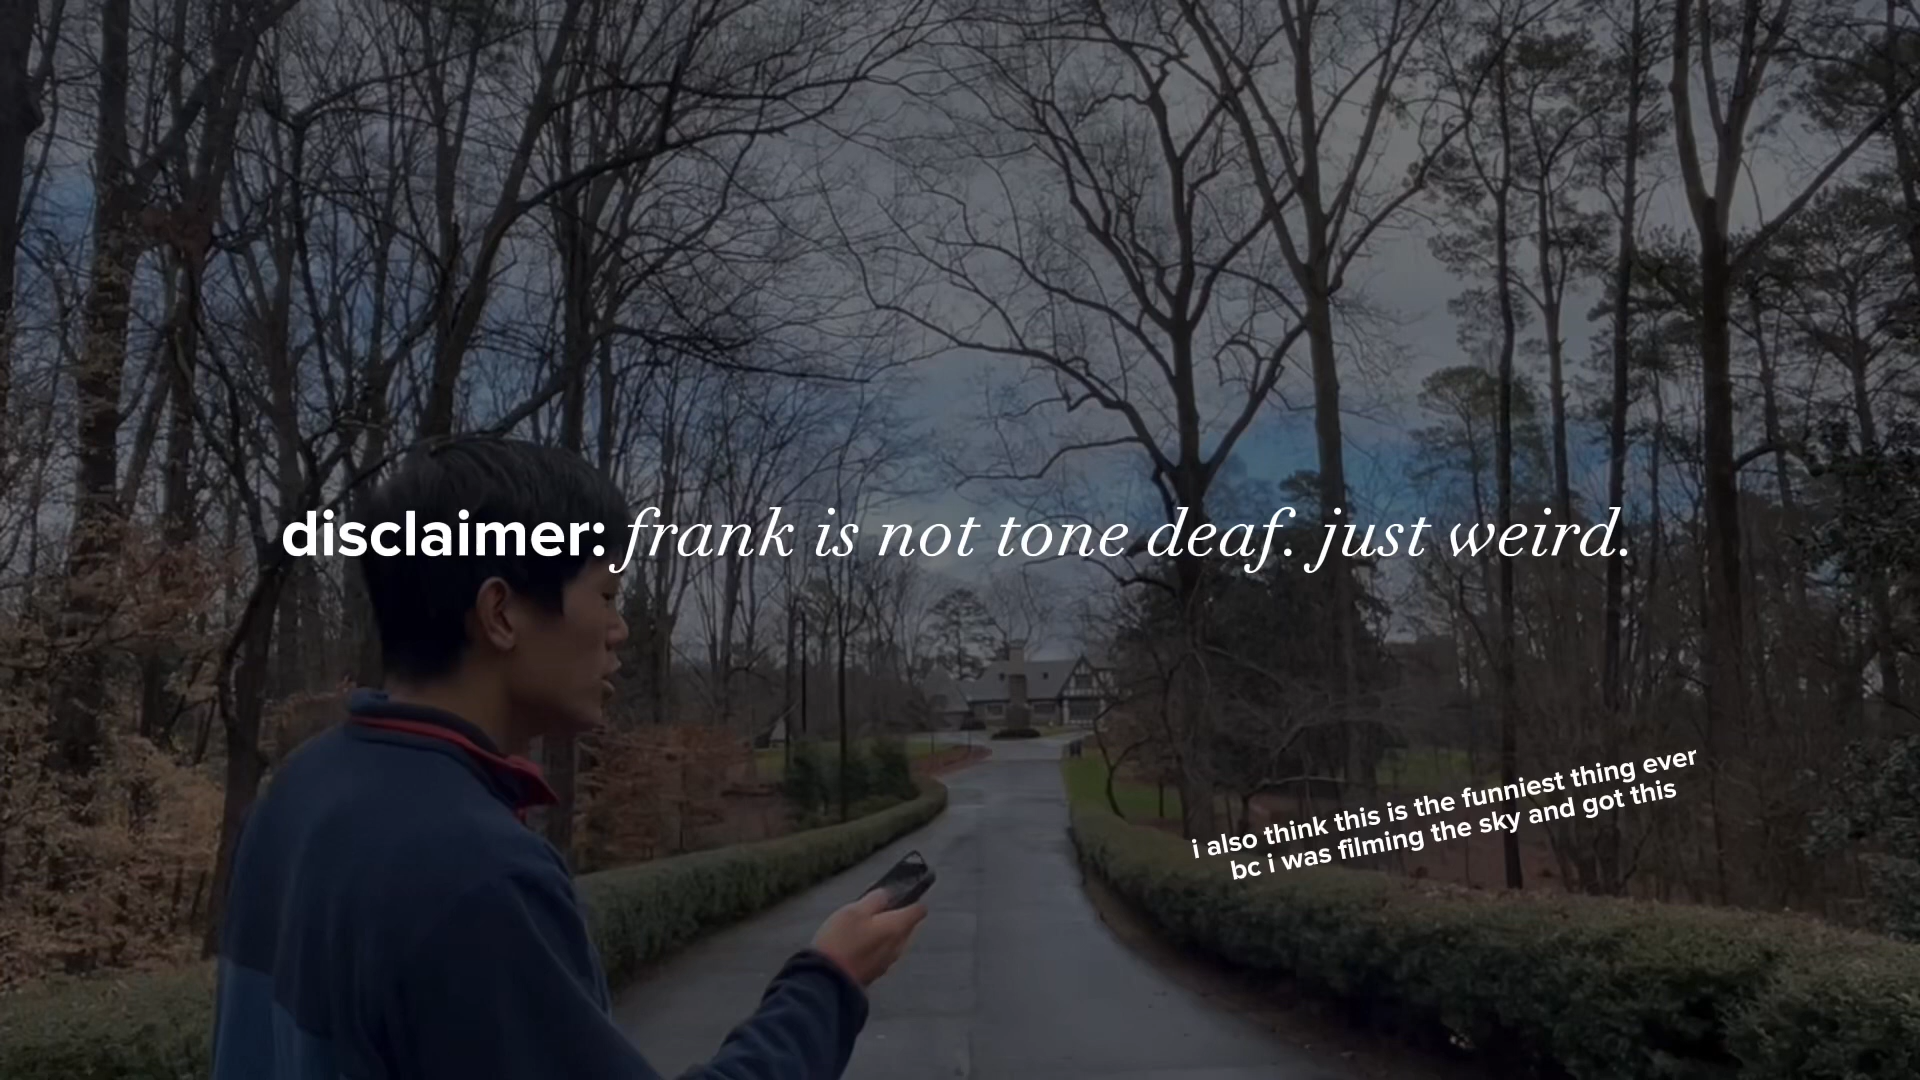 disclaimer: frank is not tone deaf. just weird.
i also think this is the funniest thing ever
bc i was filming the sky and got this